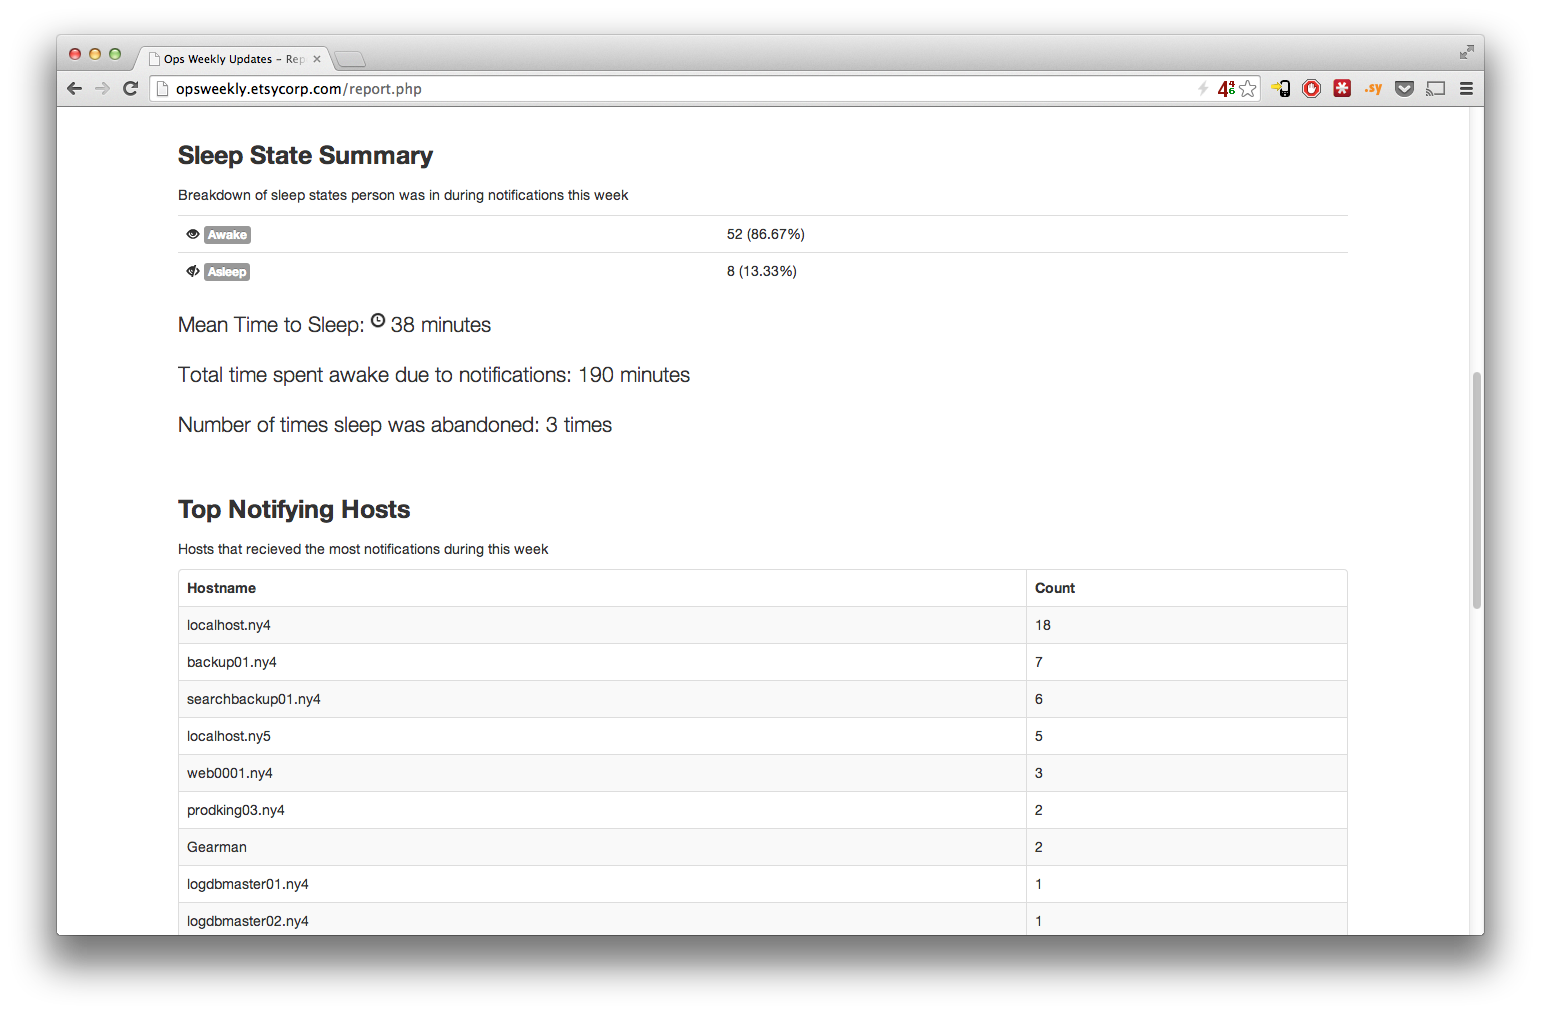 Ops Weekly Updates – Rep
opsweekly.etsycorp.com/report.php
.sy
Sleep State Summary
Breakdown of sleep states person was in during notifications this week
Awake 52 (86.67%)
Asleep 8 (13.33%)
Mean Time to Sleep: 38 minutes
Total time spent awake due to notifications: 190 minutes
Number of times sleep was abandoned: 3 times
Top Notifying Hosts
Hosts that recieved the most notifications during this week
Hostname Count
localhost.ny4 18
backup01.ny4 7
searchbackup01.ny4 6
localhost.ny5 5
web0001.ny4 3
prodking03.ny4 2
Gearman 2
logdbmaster01.ny4 1
logdbmaster02.ny4 1